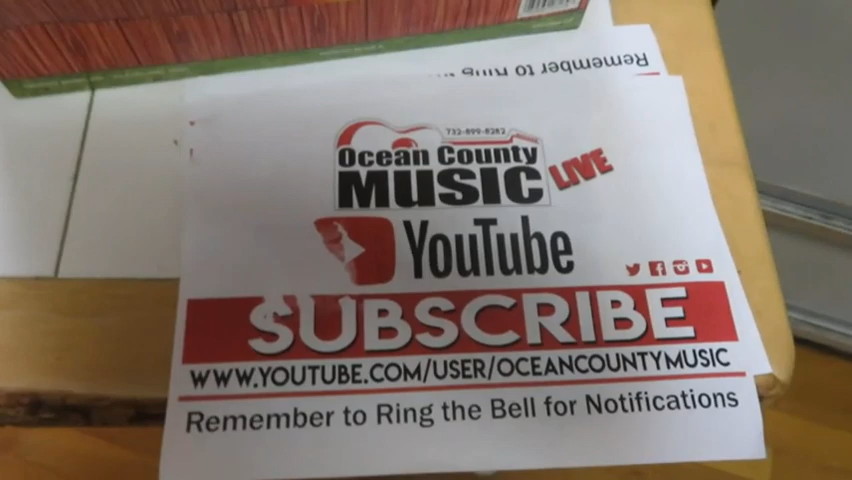 Remember to Ring
732-899-8282
Ocean County
MUSIC
LIVE
YouTube
SUBSCRIBE
WWW.YOUTUBE.COM/USER/OCEANCOUNTYMUSIC
Remember to Ring the Bell for Notifications